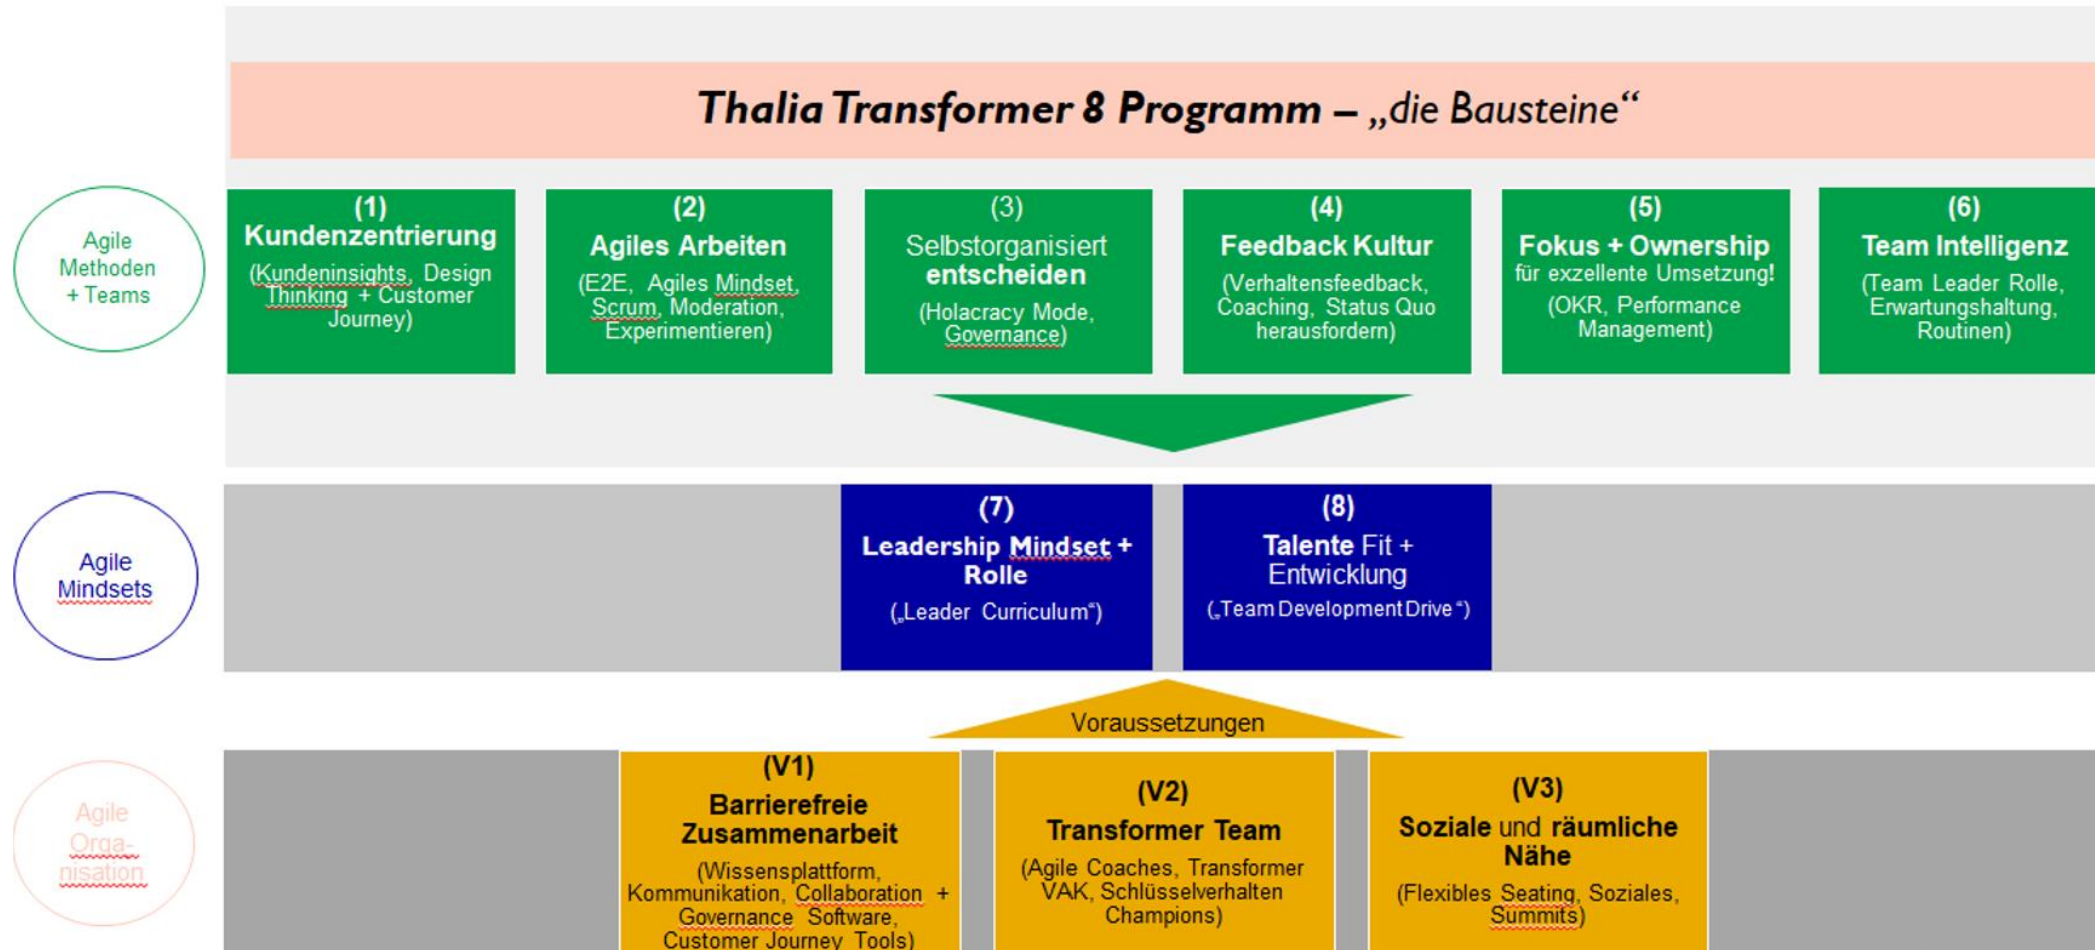 Thalia Transformer 8 Programm – „die Bausteine“
Agile
Methoden
+ Teams
(1)
Kundenzentrierung
(Kundeninsights, Design
Thinking + Customer
Journey)
(2)
Agiles Arbeiten
(E2E, Agiles Mindset,
Scrum, Moderation,
Experimentieren)
(3)
Selbstorganisiert
entscheiden
(Holacracy Mode,
Governance)
(4)
Feedback Kultur
(Verhaltensfeedback,
Coaching, Status Quo
herausfordern)
(5)
Fokus + Ownership
für exzellente Umsetzung!
(OKR, Performance
Management)
(6)
Team Intelligenz
(Team Leader Rolle,
Erwartungshaltung,
Routinen)
Agile
Mindsets
(7)
Leadership Mindset +
Rolle
(„Leader Curriculum“)
(8)
Talente Fit +
Entwicklung
(„Team Development Drive “)
Voraussetzungen
Agile
Orga-
nisation
(V1)
Barrierefreie
Zusammenarbeit
(Wissensplattform,
Kommunikation, Collaboration +
Governance Software,
Customer Journey Tools)
(V2)
Transformer Team
(Agile Coaches, Transformer
VAK, Schlüsselverhalten
Champions)
(V3)
Soziale und räumliche
Nähe
(Flexibles Seating, Soziales,
Summits)